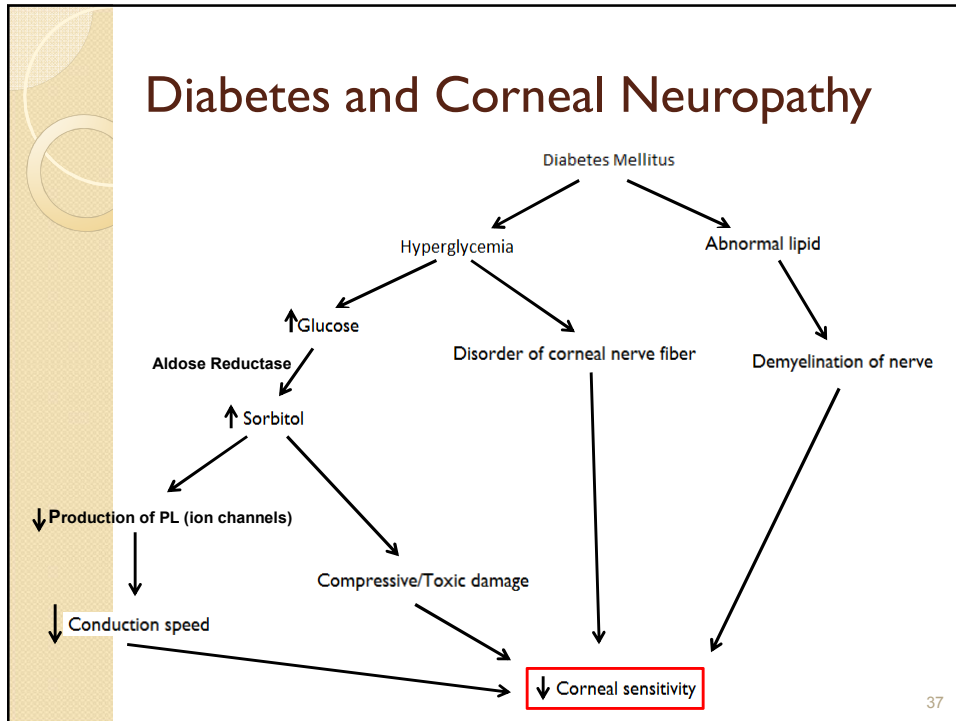 Diabetes and Corneal Neuropathy
Diabetes Mellitus
Hyperglycemia
Abnormal lipid
↑Glucose
Disorder of corneal nerve fiber
Demyelination of nerve
Aldose Reductase
↑ Sorbitol
↓Production of PL (ion channels)
Compressive/Toxic damage
↓ Conduction speed
↓ Corneal sensitivity
37